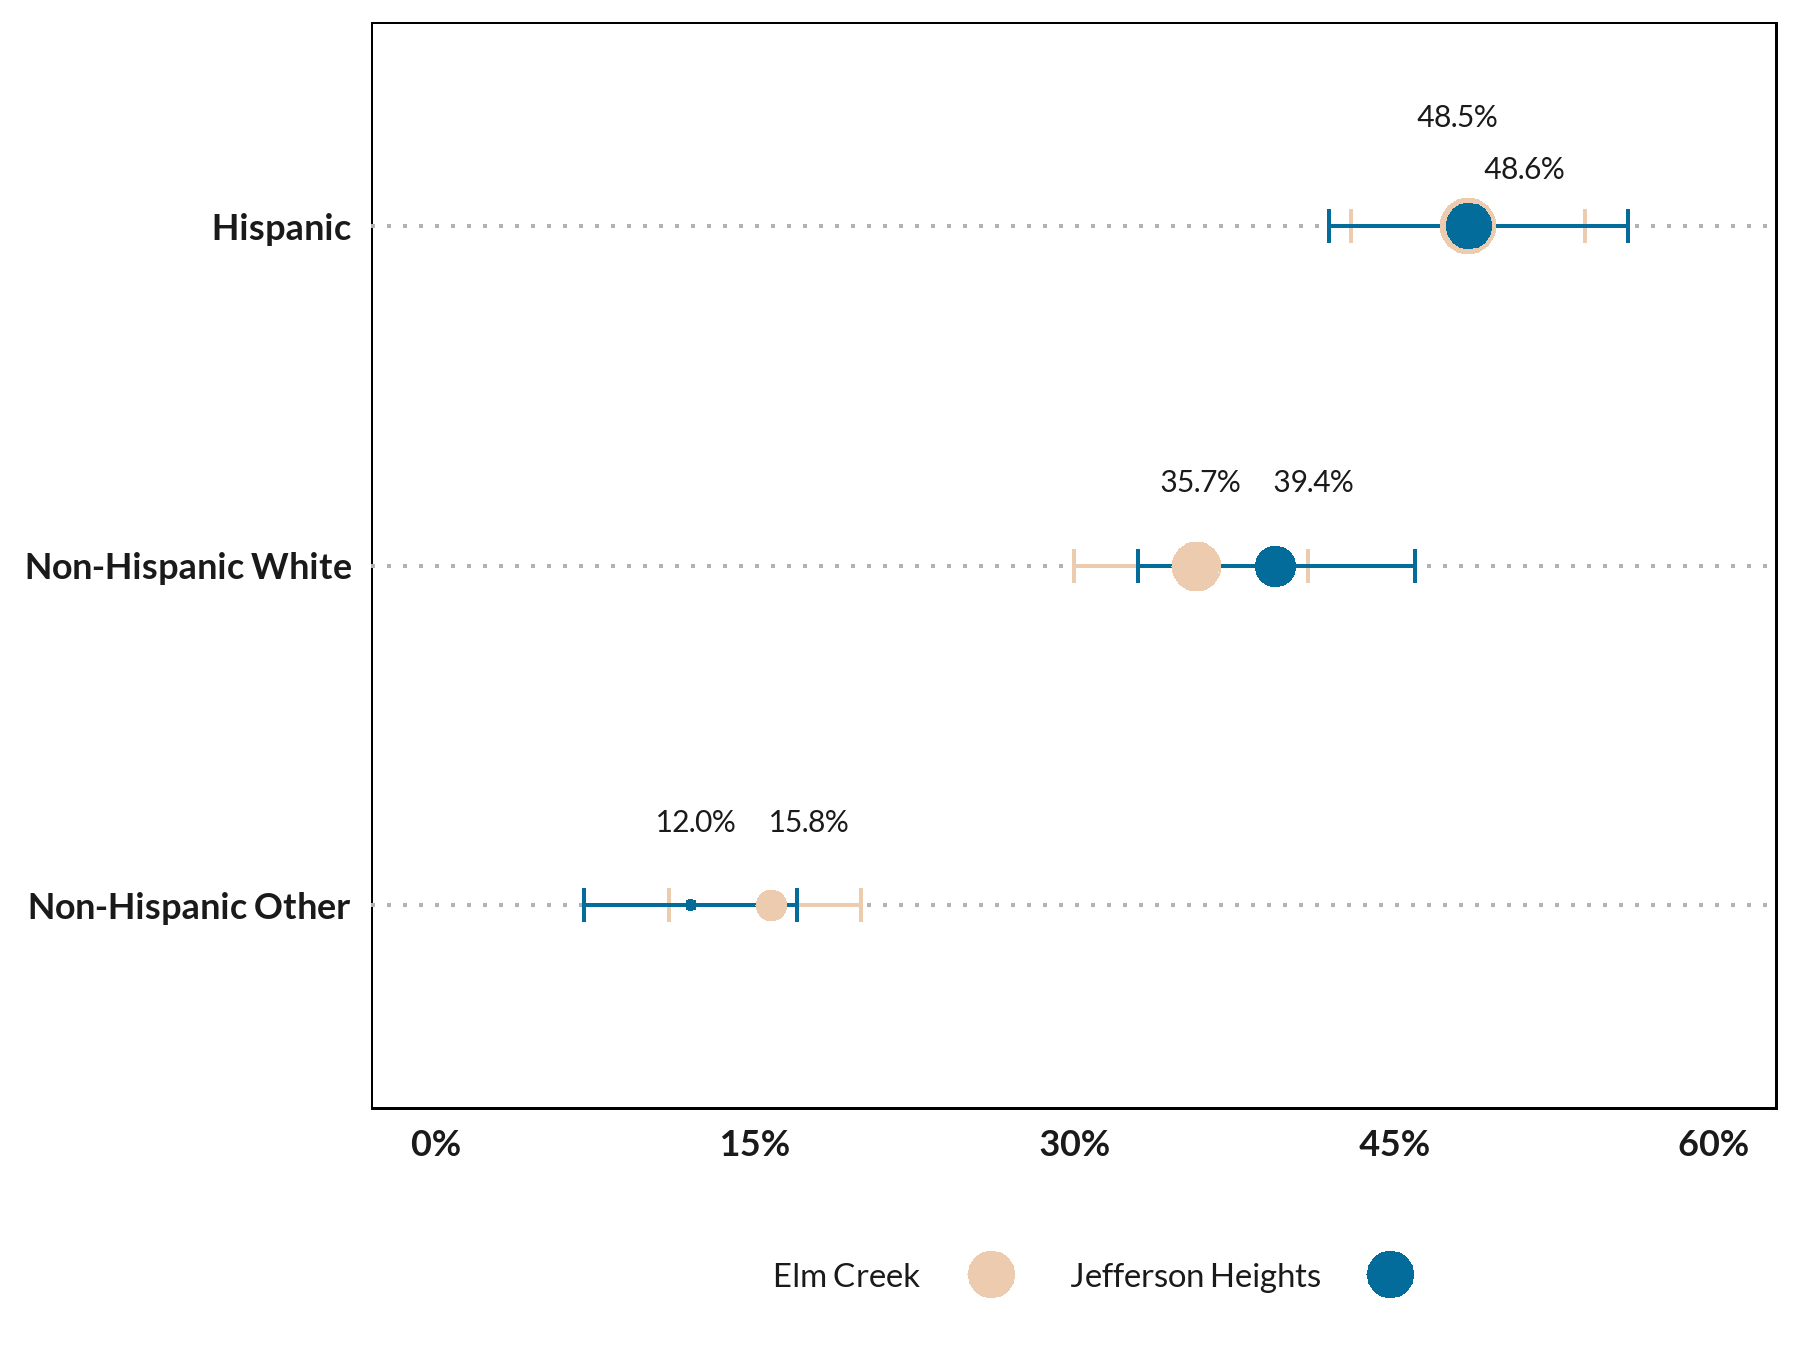 48.5%
48.6%
Hispanic
35.7% 39.4%
Non-Hispanic White
12.0% 15.8%
Non-Hispanic Other
0% 15% 30% 45% 60%
Elm Creek Jefferson Heights